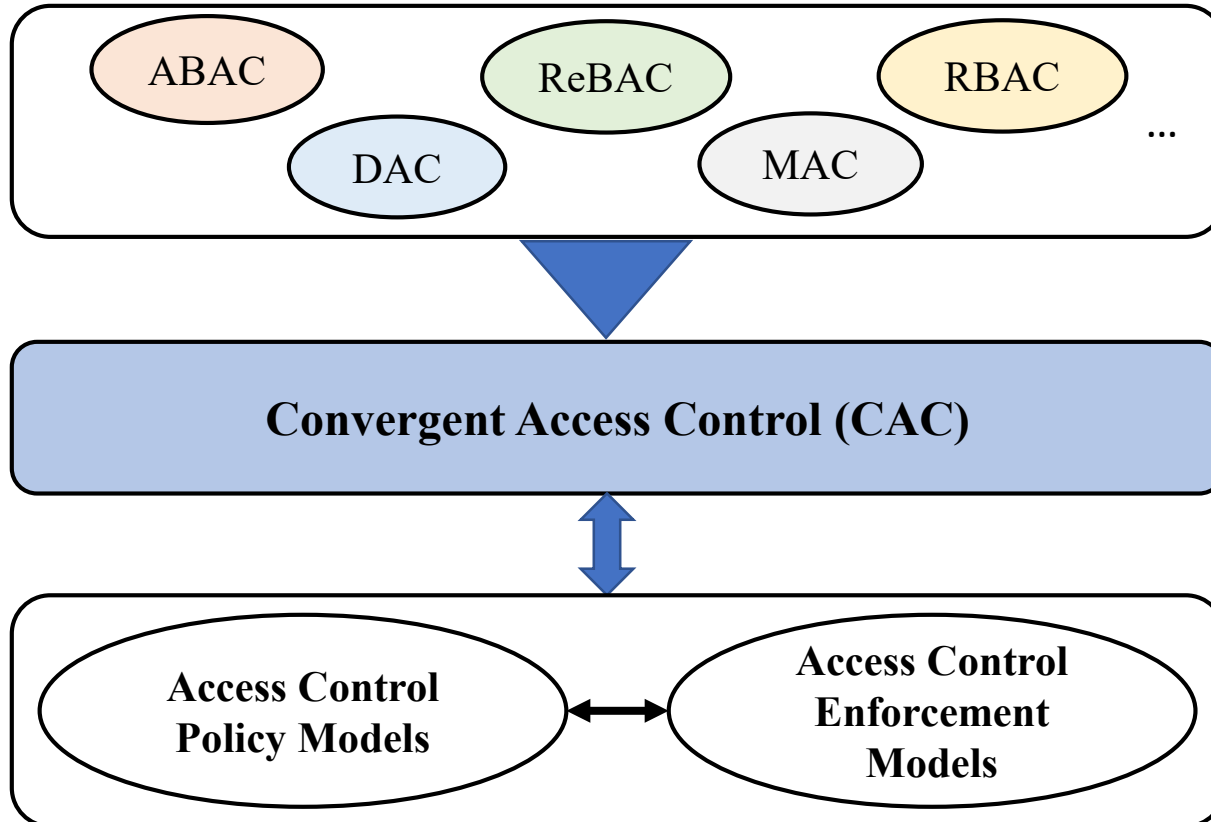 ABAC
ReBAC
RBAC
DAC
MAC
...
Convergent Access Control (CAC)
Access Control
Policy Models
Access Control
Enforcement
Models